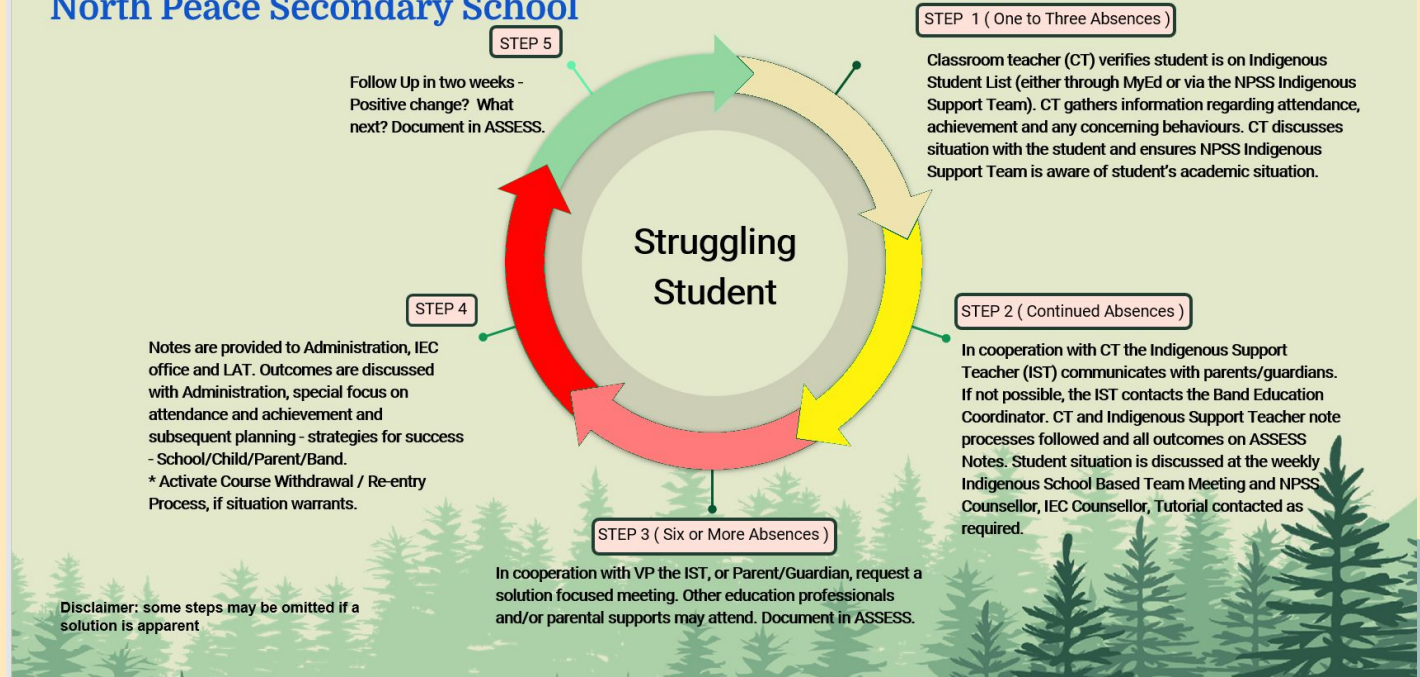 North Peace Secondary School
STEP 1 ( One to Three Absences )
Classroom teacher (CT) verifies student is on Indigenous
Student List (either through MyEd or via the NPSS Indigenous
Support Team). CT gathers information regarding attendance,
achievement and any concerning behaviours. CT discusses
situation with the student and ensures NPSS Indigenous
Support Team is aware of student's academic situation.
STEP 2 ( Continued Absences )
In cooperation with CT the Indigenous Support
Teacher (IST) communicates with parents/guardians.
If not possible, the IST contacts the Band Education
Coordinator. CT and Indigenous Support Teacher note
processes followed and all outcomes on ASSESS
Notes. Student situation is discussed at the weekly
Indigenous School Based Team Meeting and NPSS
Counsellor, IEC Counsellor, Tutorial contacted as
required.
STEP 3 ( Six or More Absences )
In cooperation with VP the IST, or Parent/Guardian, request a
solution focused meeting. Other education professionals
and/or parental supports may attend. Document in ASSESS.
STEP 4
Notes are provided to Administration, IEC
office and LAT. Outcomes are discussed
with Administration, special focus on
attendance and achievement and
subsequent planning - strategies for success
- School/Child/Parent/Band.
* Activate Course Withdrawal / Re-entry
Process, if situation warrants.
STEP 5
Follow Up in two weeks -
Positive change? What
next? Document in ASSESS.
Struggling
Student
Disclaimer: some steps may be omitted if a
solution is apparent